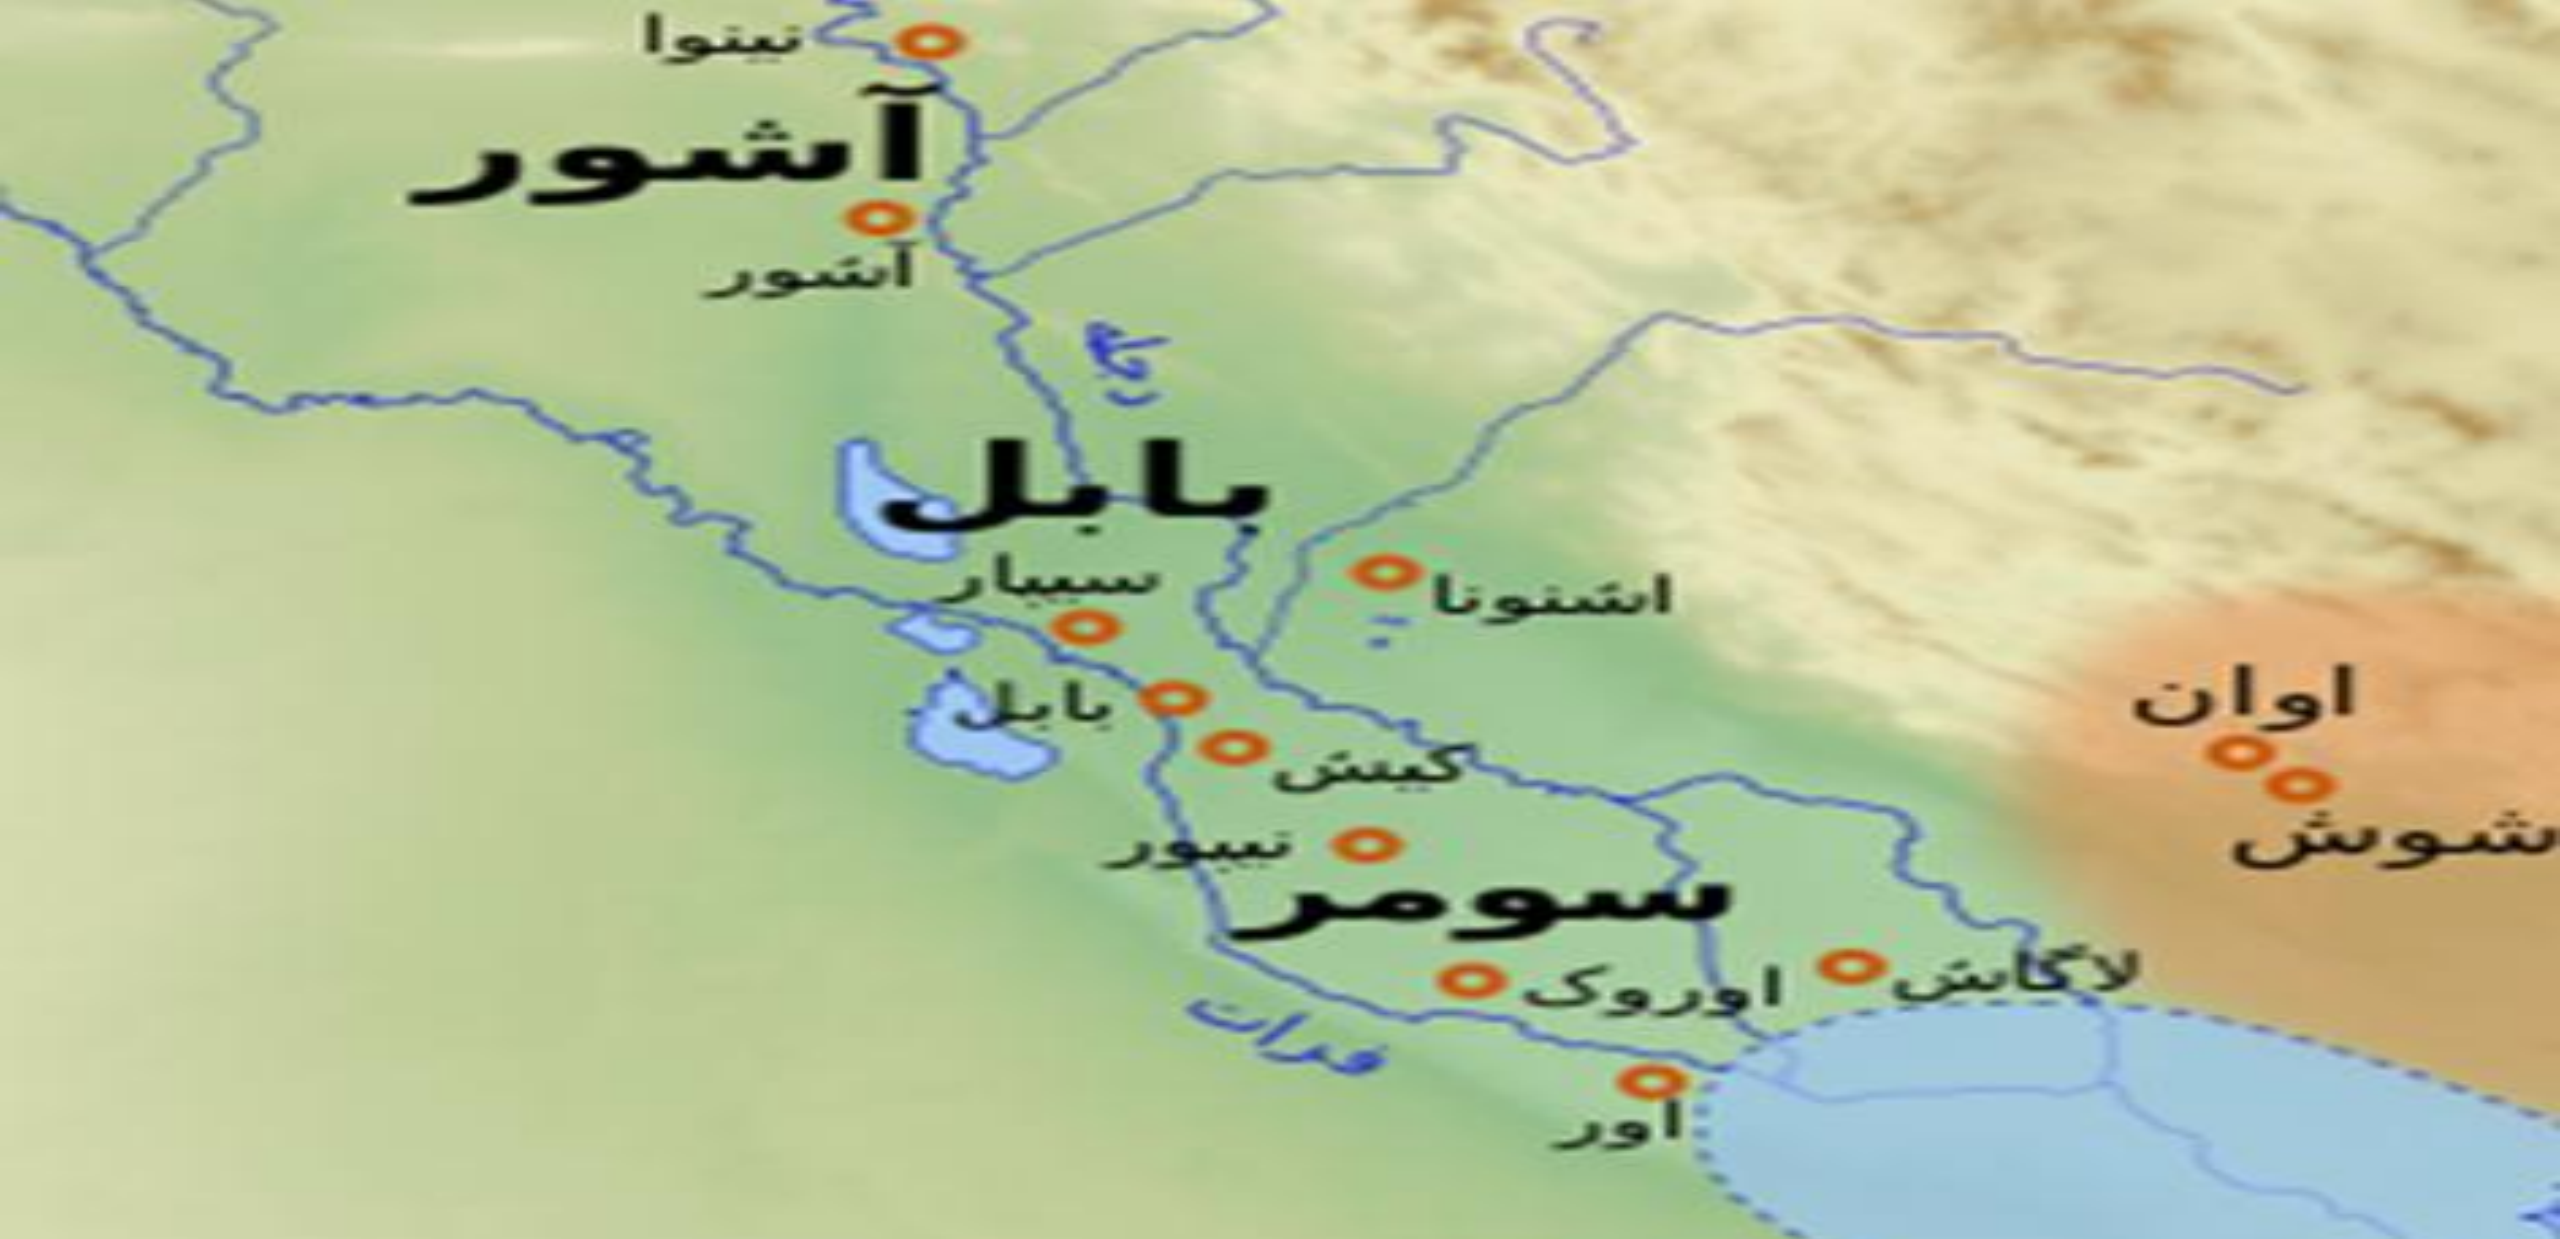 نینوا
آشور
آشور
دجله
بابل
سیپار
اشنونا
بابل
کیش
اوان
شوش
نیپور
سومر
اوروک
لاگاش
فرات
اور